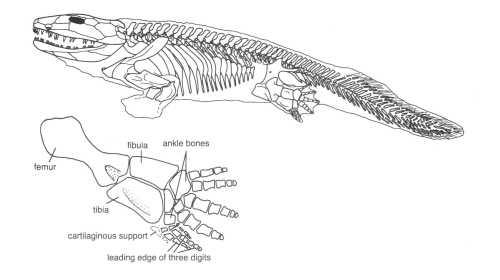 fibula
ankle bones
femur
tibia
cartilaginous support
leading edge of three digits